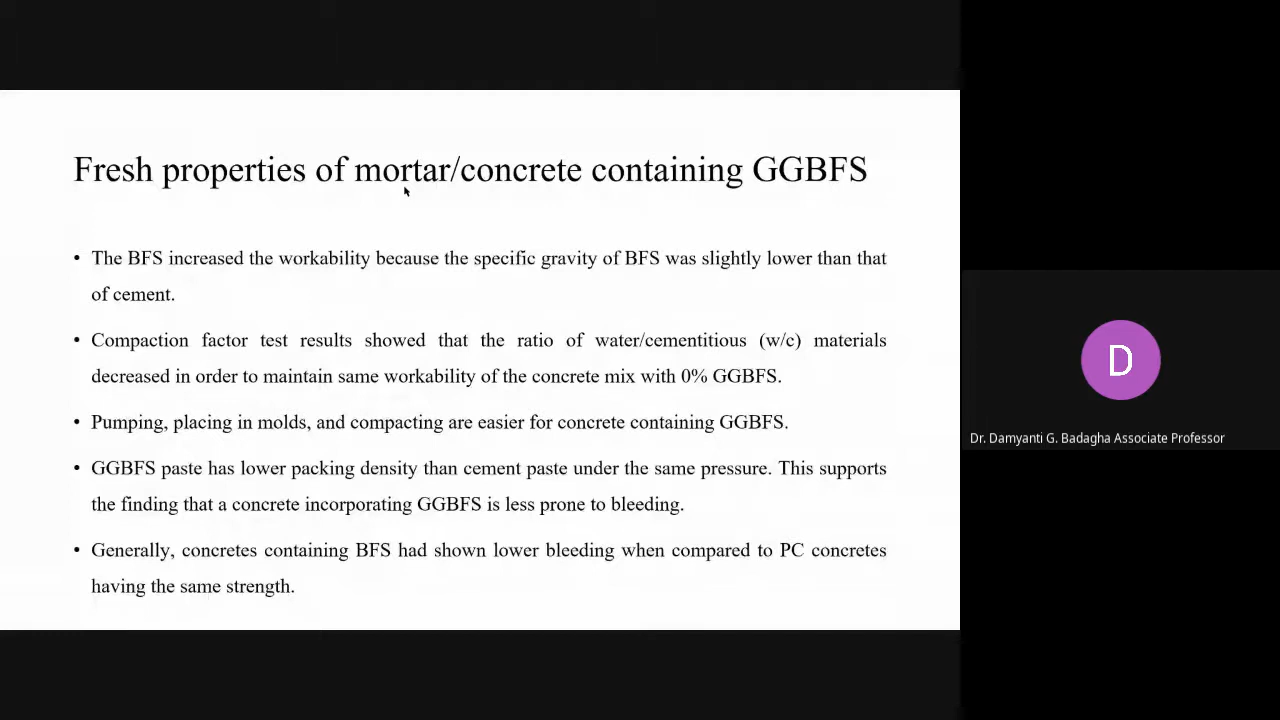 Fresh properties of mortar/concrete containing GGBFS
• The BFS increased the workability because the specific gravity of BFS was slightly lower than that
of cement.
• Compaction factor test results showed that the ratio of water/cementitious (w/c) materials
decreased in order to maintain same workability of the concrete mix with 0% GGBFS.
• Pumping, placing in molds, and compacting are easier for concrete containing GGBFS.
• GGBFS paste has lower packing density than cement paste under the same pressure. This supports
the finding that a concrete incorporating GGBFS is less prone to bleeding.
• Generally, concretes containing BFS had shown lower bleeding when compared to PC concretes
having the same strength.
D
Dr. Damyanti G. Badagha Associate Professor